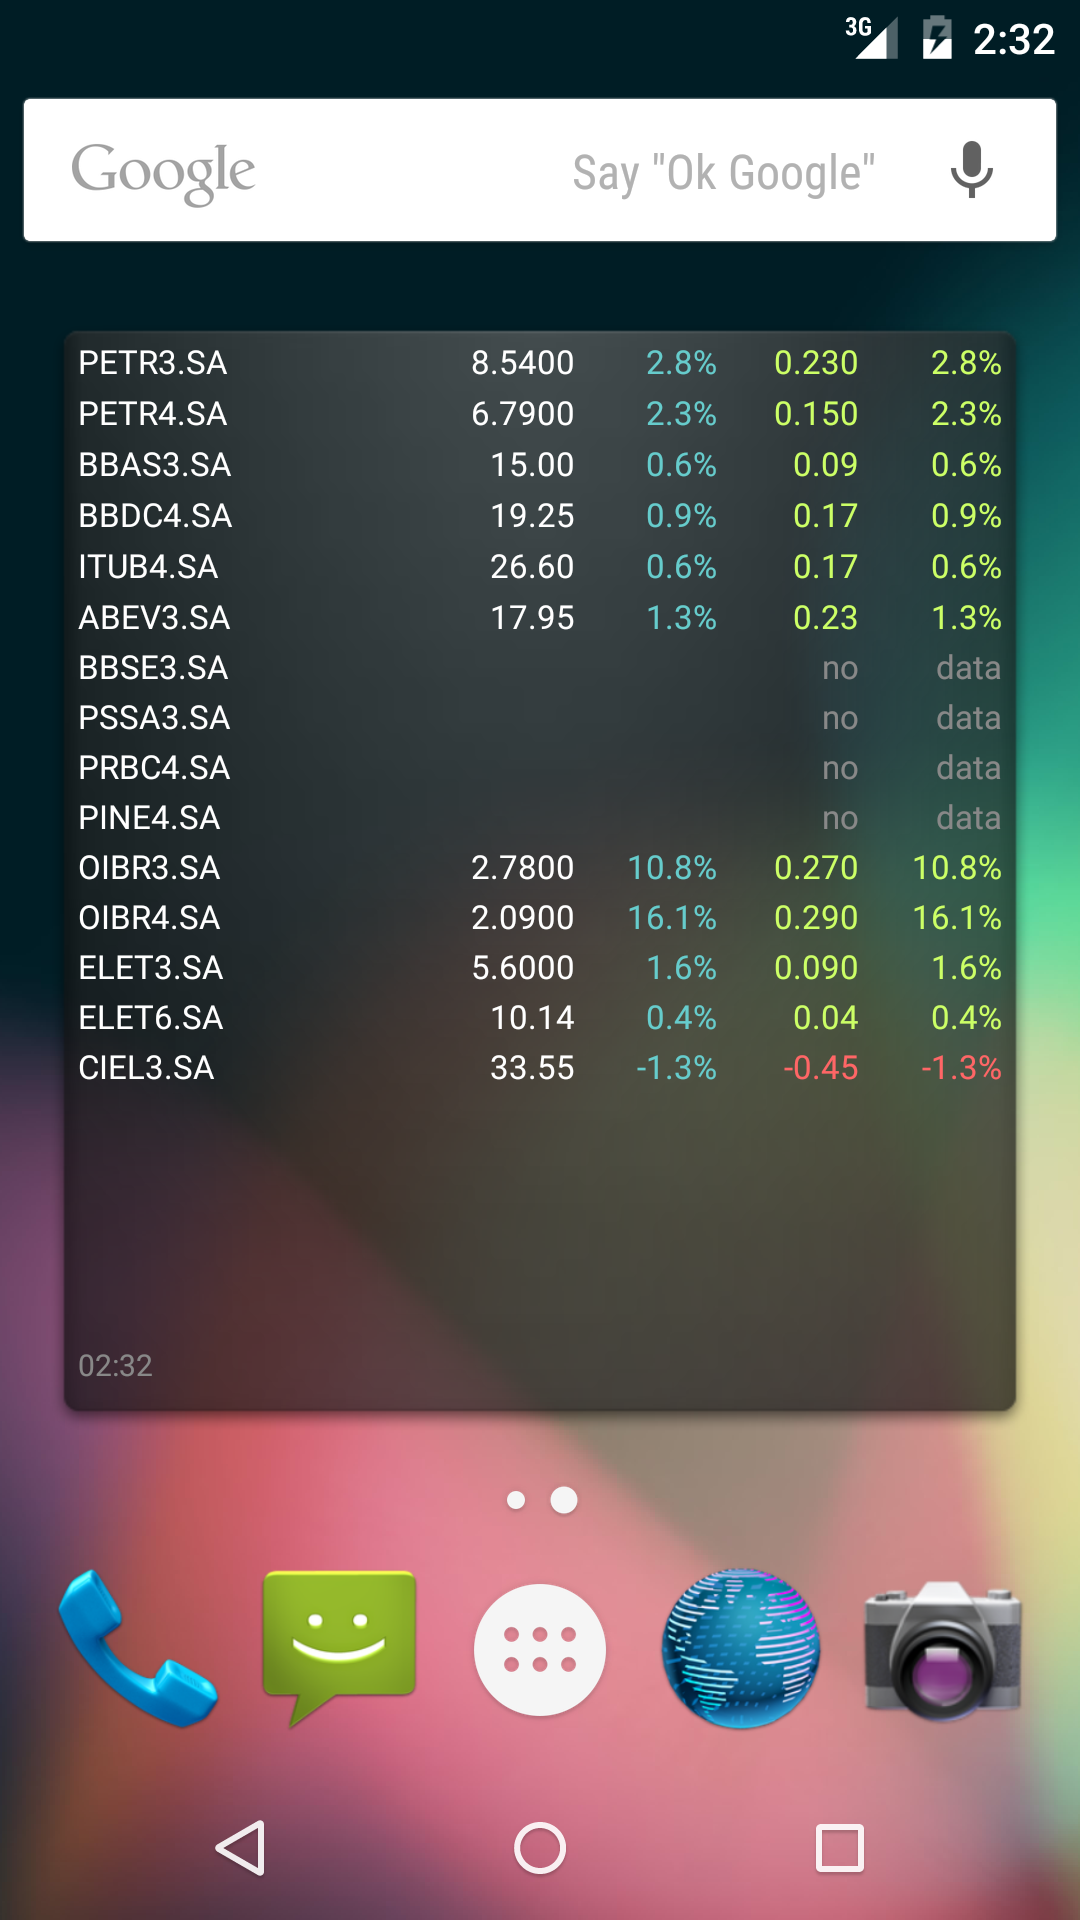 3G 2:32
Google Say "Ok Google"
PETR3.SA 8.5400 2.8% 0.230 2.8%
PETR4.SA 6.7900 2.3% 0.150 2.3%
BBAS3.SA 15.00 0.6% 0.09 0.6%
BBDC4.SA 19.25 0.9% 0.17 0.9%
ITUB4.SA 26.60 0.6% 0.17 0.6%
ABEV3.SA 17.95 1.3% 0.23 1.3%
BBSE3.SA no data
PSSA3.SA no data
PRBC4.SA no data
PINE4.SA no data
OIBR3.SA 2.7800 10.8% 0.270 10.8%
OIBR4.SA 2.0900 16.1% 0.290 16.1%
ELET3.SA 5.6000 1.6% 0.090 1.6%
ELET6.SA 10.14 0.4% 0.04 0.4%
CIEL3.SA 33.55 -1.3% -0.45 -1.3%
02:32